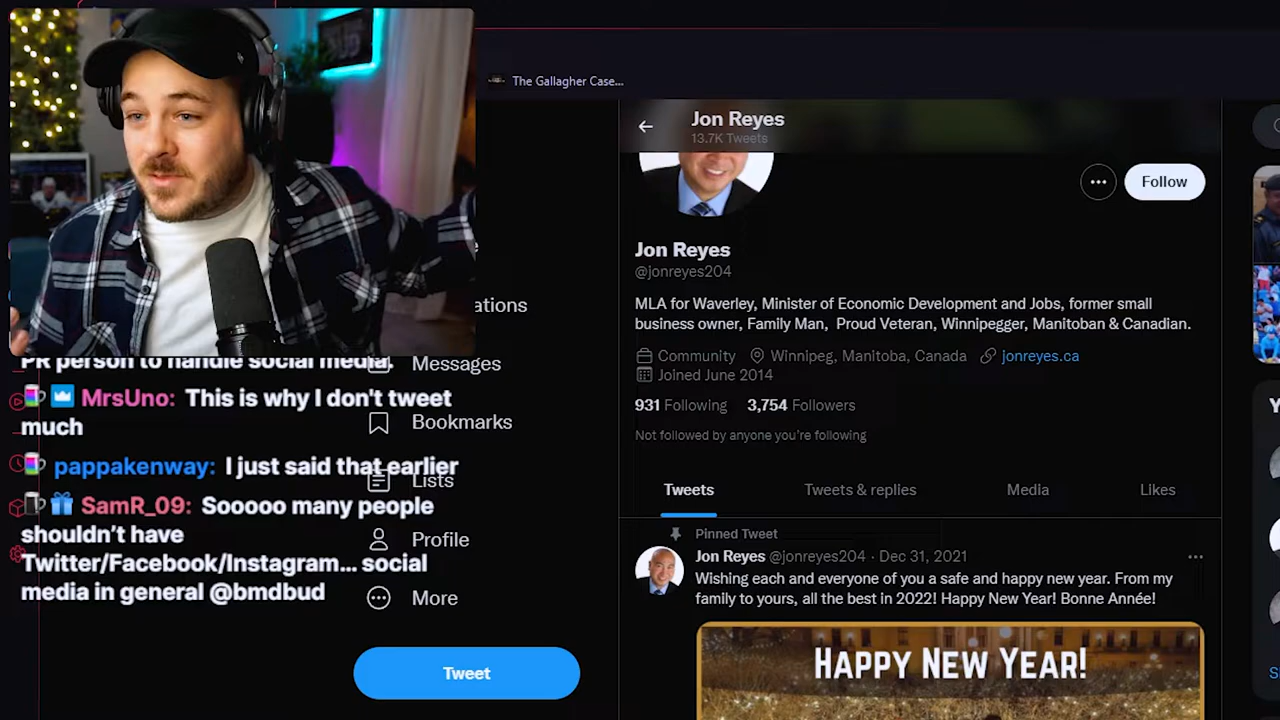 The Gallagher Case...
Jon Reyes
13.7K Tweets
Follow
Jon Reyes
@jonreyes204
MLA for Waverley, Minister of Economic Development and Jobs, former small
business owner, Family Man, Proud Veteran, Winnipegger, Manitoban & Canadian.
Community Winnipeg, Manitoba, Canada jonreyes.ca
Joined June 2014
931 Following 3,754 Followers
Not followed by anyone you're following
Tweets Tweets & replies Media Likes
Pinned Tweet
Jon Reyes @jonreyes204 · Dec 31, 2021
Wishing each and everyone of you a safe and happy new year. From my
family to yours, all the best in 2022! Happy New Year! Bonne Année!
HAPPY NEW YEAR!
ations
Messages
Bookmarks
Lists
Profile
More
Tweet
PR person to handle social media.
MrsUno: This is why I don't tweet
much
pappakenway: I just said that earlier
SamR_09: Sooooo many people
shouldn't have
Twitter/Facebook/Instagram... social
media in general @bmdbud